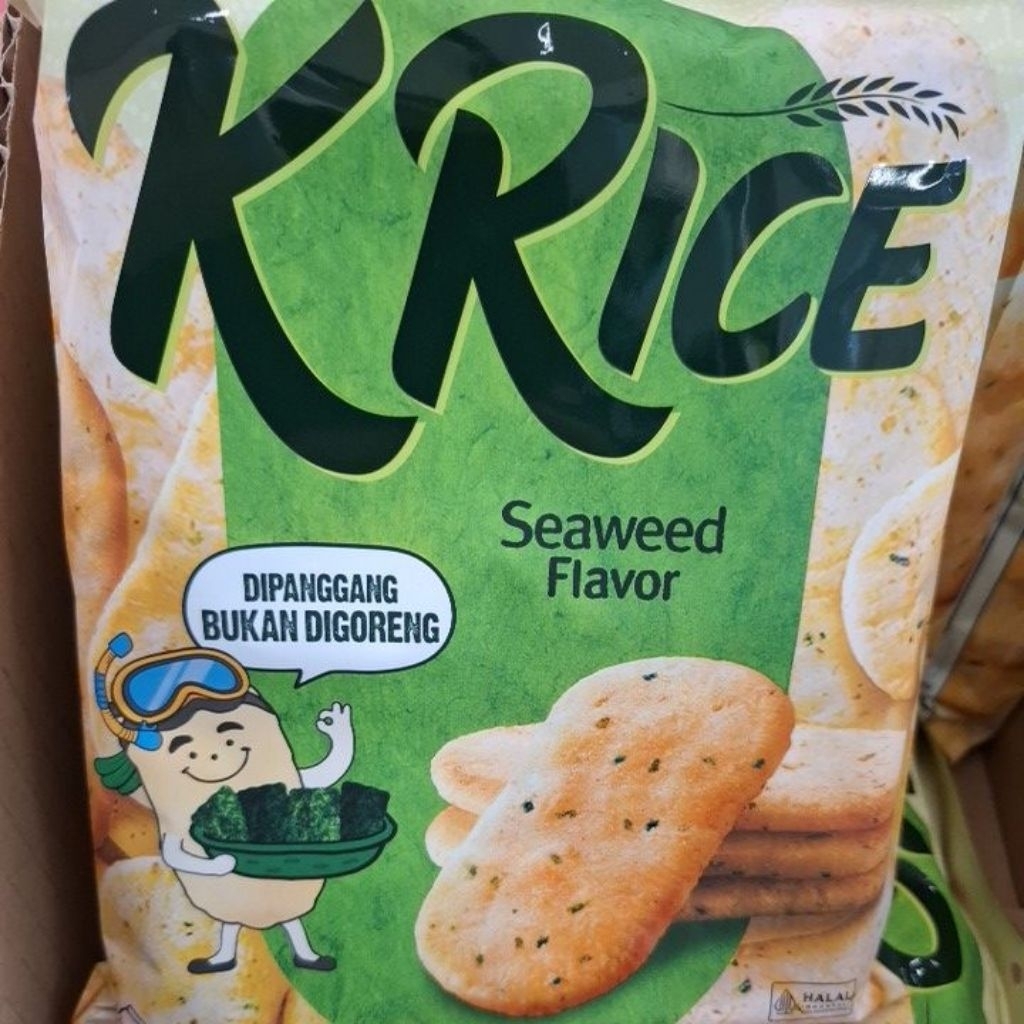 KRICE
Seaweed
Flavor
DIPANGGANG
BUKAN DIGORENG
HALAL